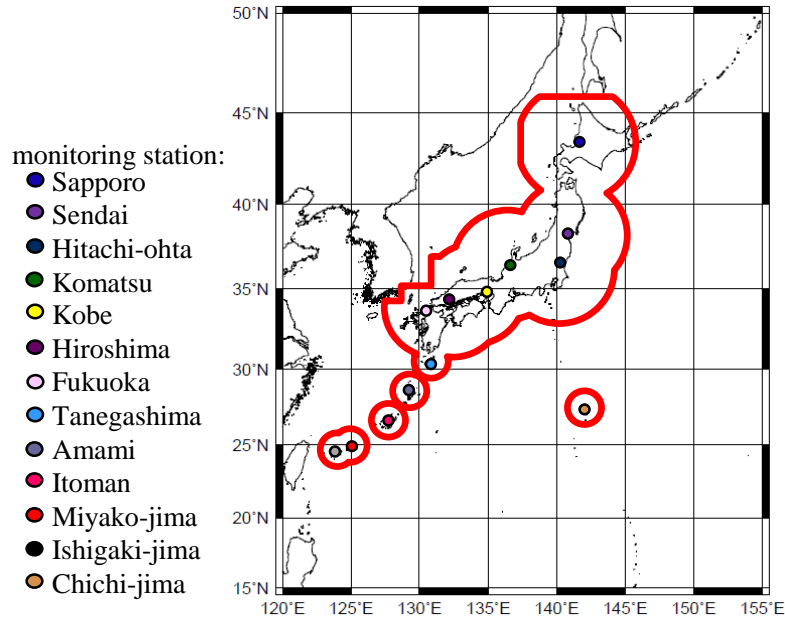 50˚N
45˚N
40˚N
35˚N
30˚N
25˚N
20˚N
15˚N
120˚E 125˚E 130˚E 135˚E 140˚E 145˚E 150˚E 155˚E
monitoring station:
Sapporo
Sendai
Hitachi-ohta
Komatsu
Kobe
Hiroshima
Fukuoka
Tanegashima
Amami
Itoman
Miyako-jima
Ishigaki-jima
Chichi-jima